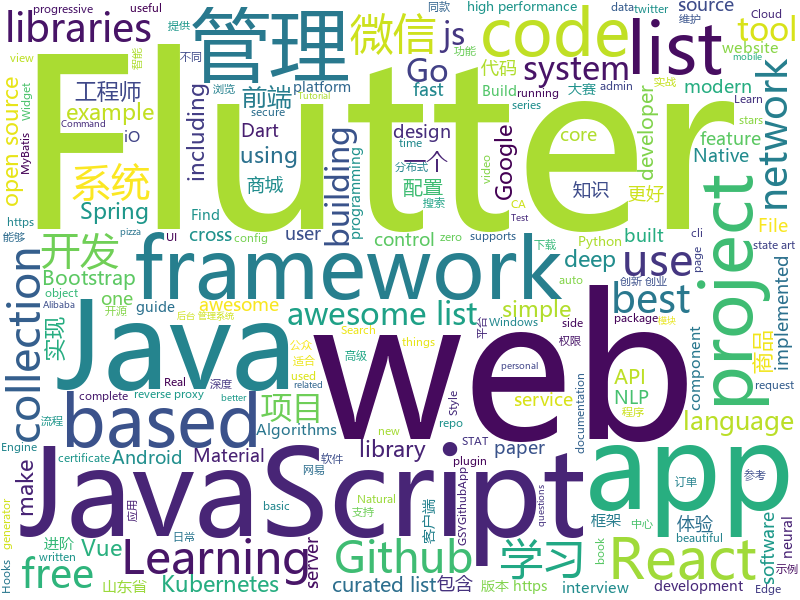 progressive
useful
提供
libraries
管理
微信
js
high performance
data
twitter
同款
维护
Cloud
code
list
tool
view
智能
不同
Go
功能
代码
source
website
mobile
open source
工程师
前端
浏览
platform
fast
system
Build
大赛
admin
modern
实战
Tutorial
example
Widget
Flutter
including
secure
series
running
Learn
MyBatis
Command
iO
Dart
design
developer
core
feature
stars
network
系统
using
building
programming
time
一个
video
Google
Native
商城
分布式
配置
知识
更好
Spring
Find
搜索
CA
Test
File
https
cross
user
control
zero
supports
Python
built
cli
能够
pizza
UI
config
deep
下载
state art
开发
framework
use
page
project
Bootstrap
one
auto
创新 创业
package
object
guide
awesome
awesome list
simple
Windows
side
best
implemented
Alibaba
开源
后台 管理系统
collection
实现
Java
web
平台
权限
商品
模块
Search
things
公众
适合
used
高级
personal
component
request
Real
深度
related
better
项目
API
NLP
程序
service
language
complete
reverse proxy
Style
repo
based
流程
Algorithms
library
documentation
paper
Engine
certificate
Android
Material
new
STAT
订单
参考
make
JavaScript
app
plugin
网易
软件
Vue
basic
Natural
支持
框架
中心
体验
software
neural
Hooks
generator
进阶
written
应用
server
客户端
GSYGithubApp
questions
beautiful
Learning
Github
学习
React
free
山东省
日常
Kubernetes
curated list
包含
版本 https
interview
book
development
Edge
示例